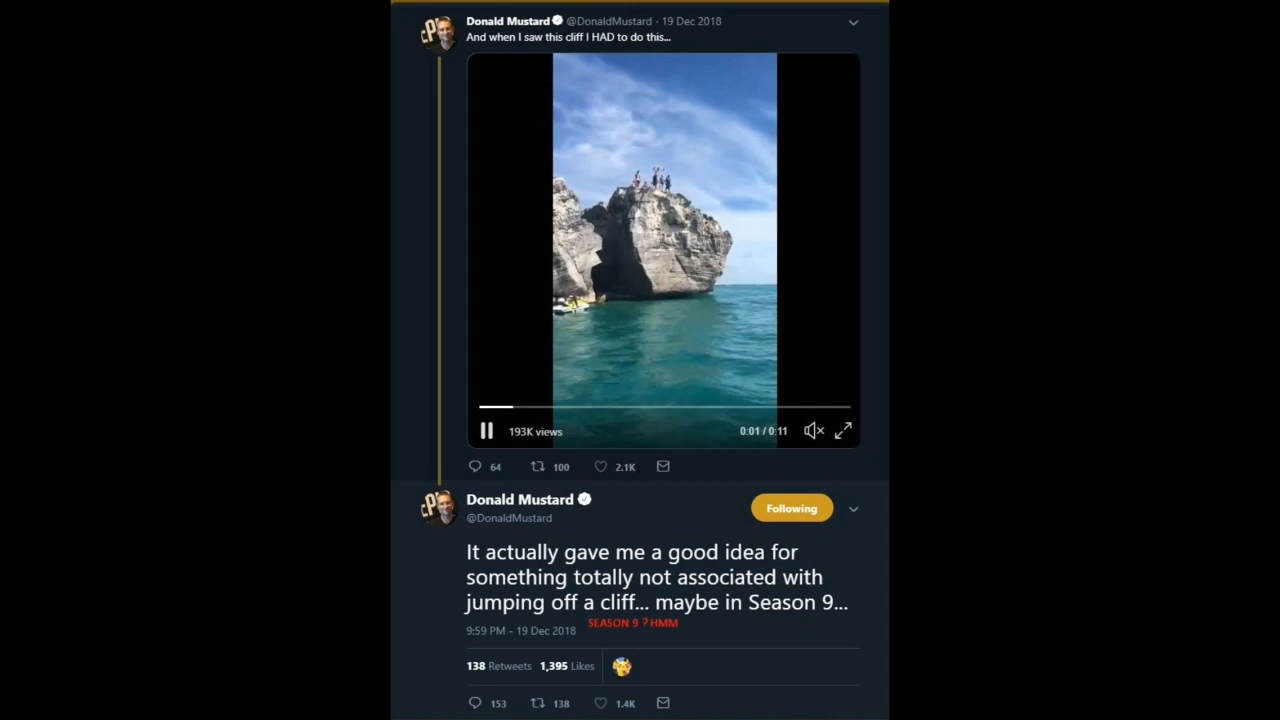 Donald Mustard @DonaldMustard · 19 Dec 2018
And when I saw this cliff I HAD to do this...
193K views
0:01 / 0:11
64 100 2.1K
Donald Mustard
Following
@DonaldMustard
It actually gave me a good idea for
something totally not associated with
jumping off a cliff... maybe in Season 9...
SEASON 9 ? HMM
9:59 PM - 19 Dec 2018
138 Retweets 1,395 Likes
153 138 1.4K